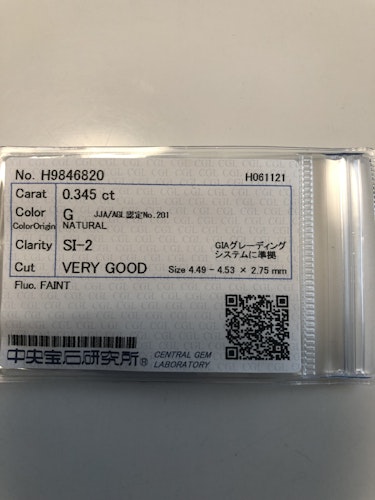 No. H9846820 H061121
Carat 0.345 ct
Color G JJA/AGL認定No.201
ColorOrigin NATURAL
Clarity SI-2 GIAグレーディング
システムに準拠
Cut VERY GOOD Size 4.49 - 4.53 × 2.75 mm
Fluo. FAINT
中央宝石研究所® CENTRAL GEM
LABORATORY